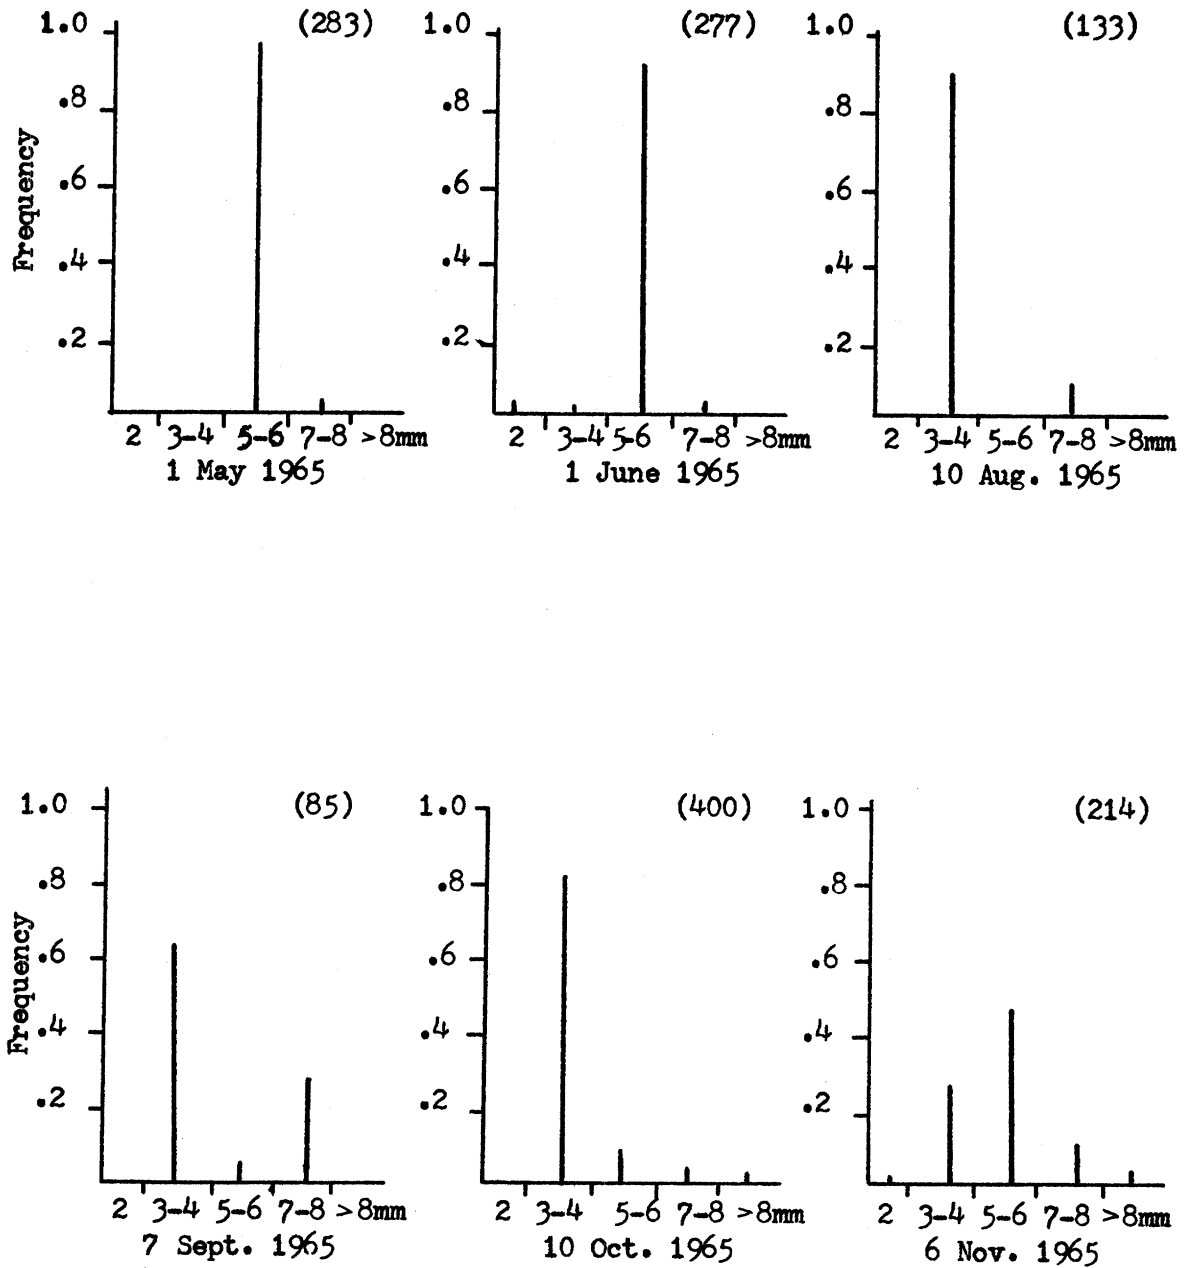 1.0 (283) 1.0 (277) 1.0 (133)
.8 .8 .8
.6 .6 .6
Frequency
.4 .4 .4
.2 .2 .2
2 3-4 5-6 7-8 >8mm 2 3-4 5-6 7-8 >8mm 2 3-4 5-6 7-8 >8mm
1 May 1965 1 June 1965 10 Aug. 1965
1.0 (85) 1.0 (400) 1.0 (214)
.8 .8 .8
.6 .6 .6
Frequency
.4 .4 .4
.2 .2 .2
2 3-4 5-6 7-8 >8mm 2 3-4 5-6 7-8 >8mm 2 3-4 5-6 7-8 >8mm
7 Sept. 1965 10 Oct. 1965 6 Nov. 1965